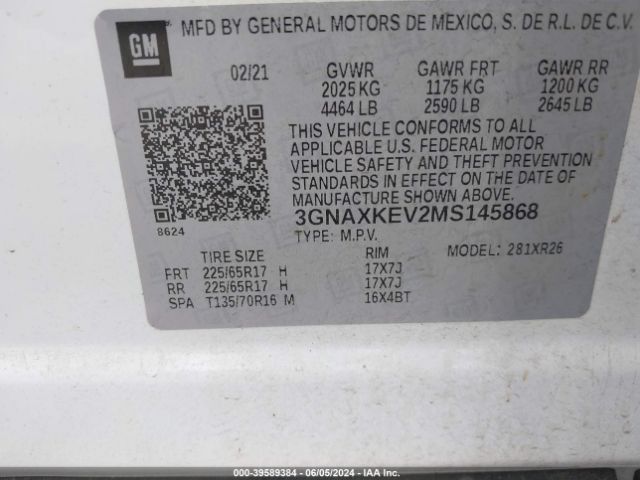 GM
MFD BY GENERAL MOTORS DE MEXICO, S. DE R.L. DE C.V.
02/21 GVWR GAWR FRT GAWR RR
2025 KG 1175 KG 1200 KG
4464 LB 2590 LB 2645 LB
THIS VEHICLE CONFORMS TO ALL
APPLICABLE U.S. FEDERAL MOTOR
VEHICLE SAFETY AND THEFT PREVENTION
STANDARDS IN EFFECT ON THE DATE OF
MANUFACTURE SHOWN ABOVE.
3GNAXKEV2MS145868
8624
TYPE: M.P.V. MODEL: 281XR26
TIRE SIZE RIM
FRT 225/65R17 H 17X7J
RR 225/65R17 H 17X7J
SPA T135/70R16 M 16X4BT
000-39589384 | 06/05/2024 | IAA Inc.